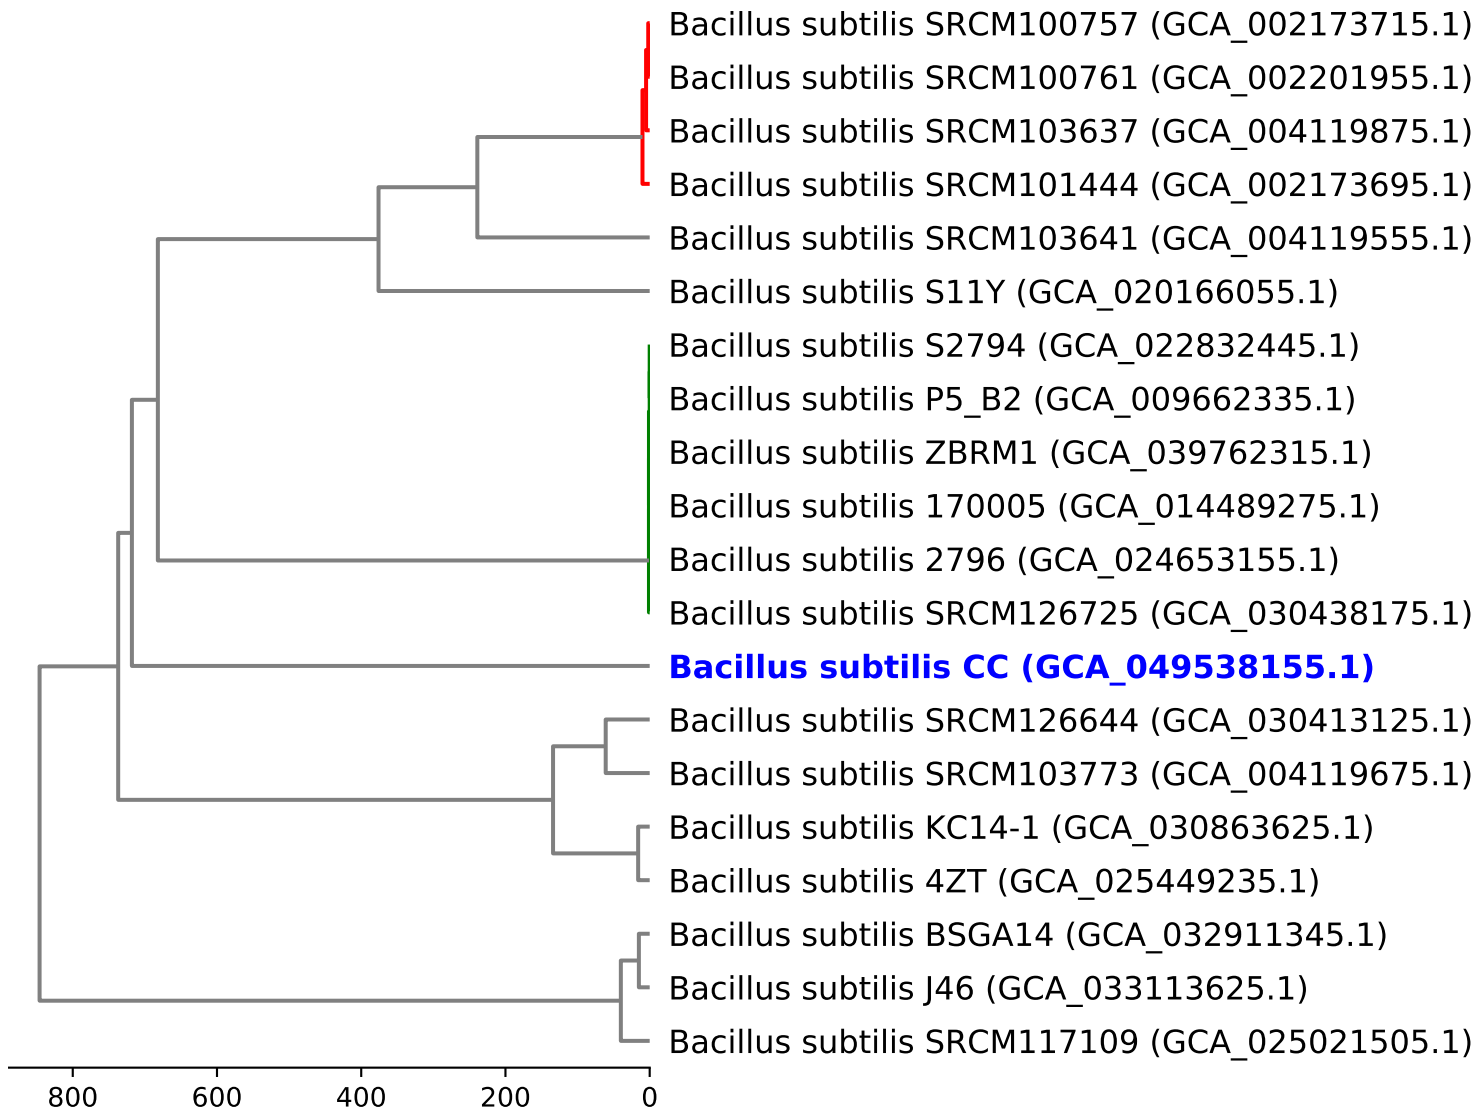 Bacillus subtilis SRCM100757 (GCA_002173715.1)
Bacillus subtilis SRCM100761 (GCA_002201955.1)
Bacillus subtilis SRCM103637 (GCA_004119875.1)
Bacillus subtilis SRCM101444 (GCA_002173695.1)
Bacillus subtilis SRCM103641 (GCA_004119555.1)
Bacillus subtilis S11Y (GCA_020166055.1)
Bacillus subtilis S2794 (GCA_022832445.1)
Bacillus subtilis P5_B2 (GCA_009662335.1)
Bacillus subtilis ZBRM1 (GCA_039762315.1)
Bacillus subtilis 170005 (GCA_014489275.1)
Bacillus subtilis 2796 (GCA_024653155.1)
Bacillus subtilis SRCM126725 (GCA_030438175.1)
Bacillus subtilis CC (GCA_049538155.1)
Bacillus subtilis SRCM126644 (GCA_030413125.1)
Bacillus subtilis SRCM103773 (GCA_004119675.1)
Bacillus subtilis KC14-1 (GCA_030863625.1)
Bacillus subtilis 4ZT (GCA_025449235.1)
Bacillus subtilis BSGA14 (GCA_032911345.1)
Bacillus subtilis J46 (GCA_033113625.1)
Bacillus subtilis SRCM117109 (GCA_025021505.1)
800 600 400 200 0